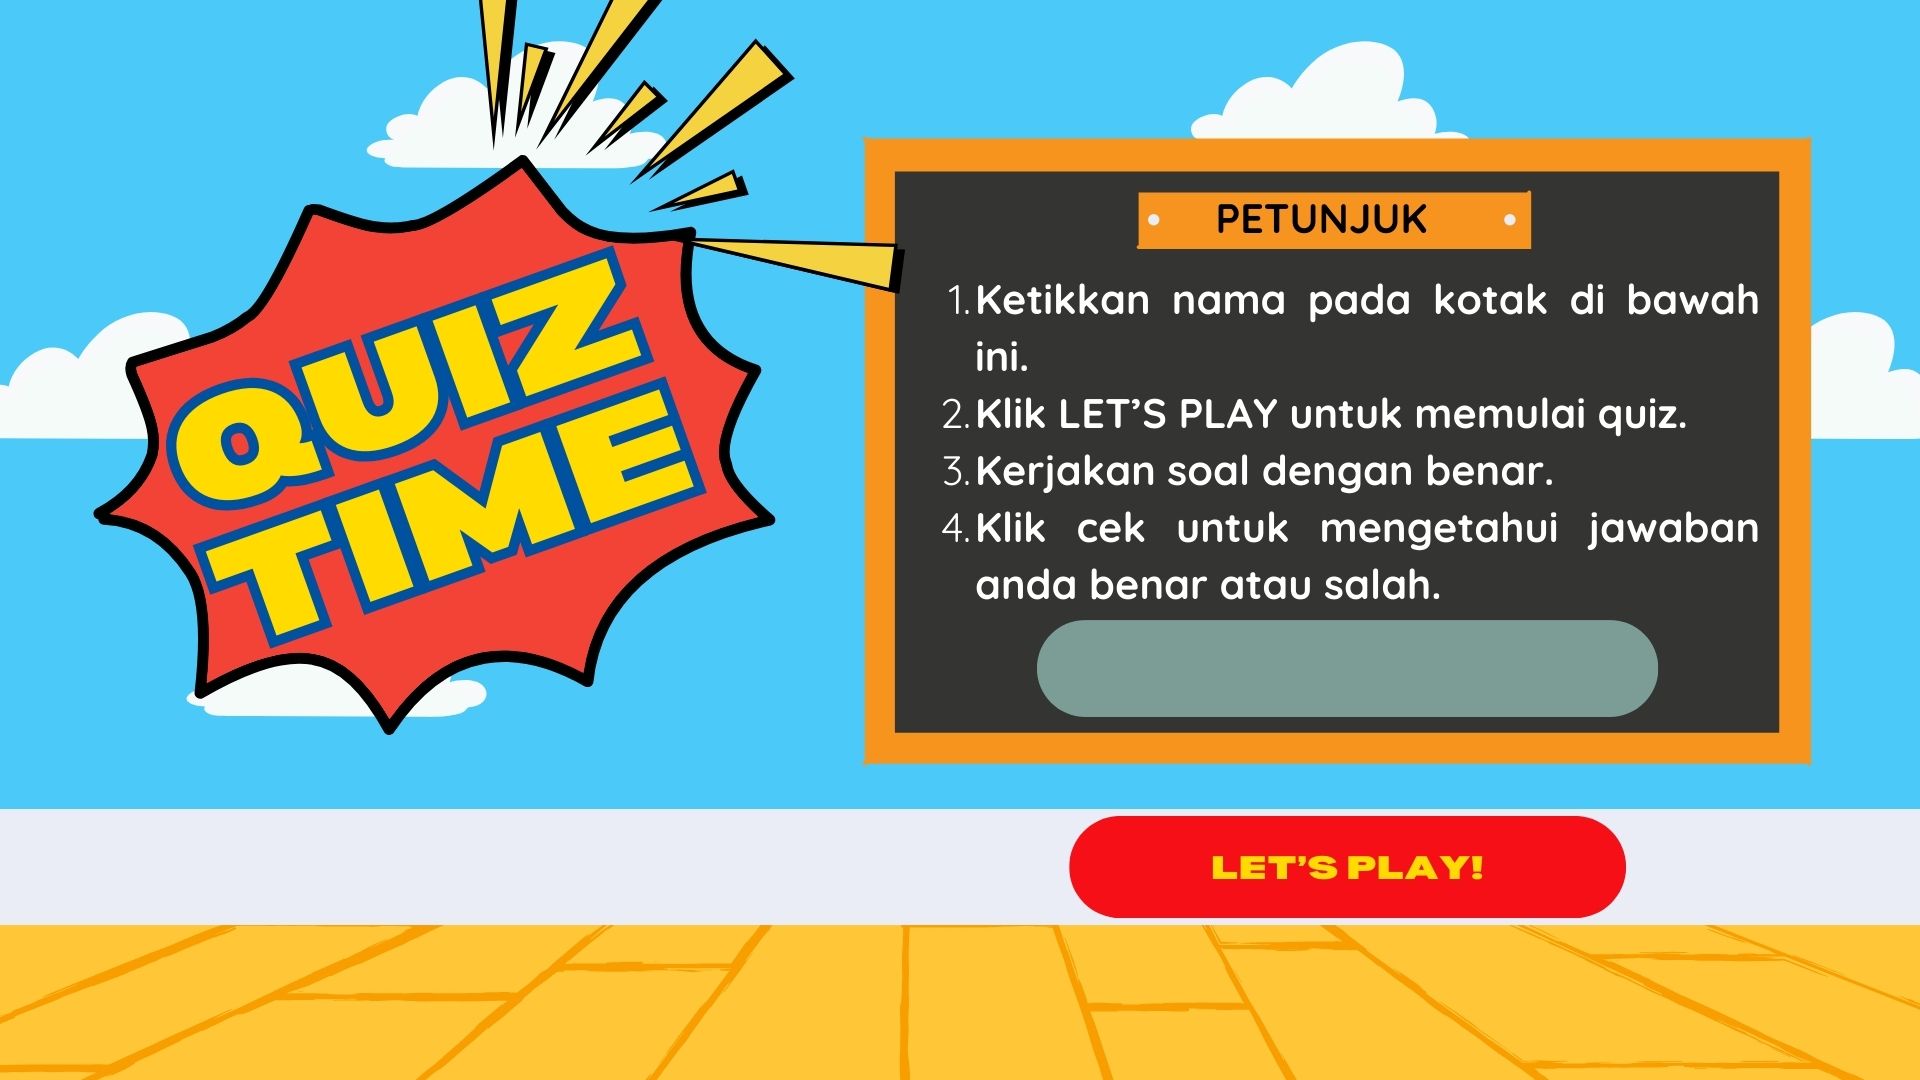 QUIZ
TIME
PETUNJUK
1. Ketikkan nama pada kotak di bawah
ini.
2. Klik LET’S PLAY untuk memulai quiz.
3. Kerjakan soal dengan benar.
4. Klik cek untuk mengetahui jawaban
anda benar atau salah.
LET’S PLAY!